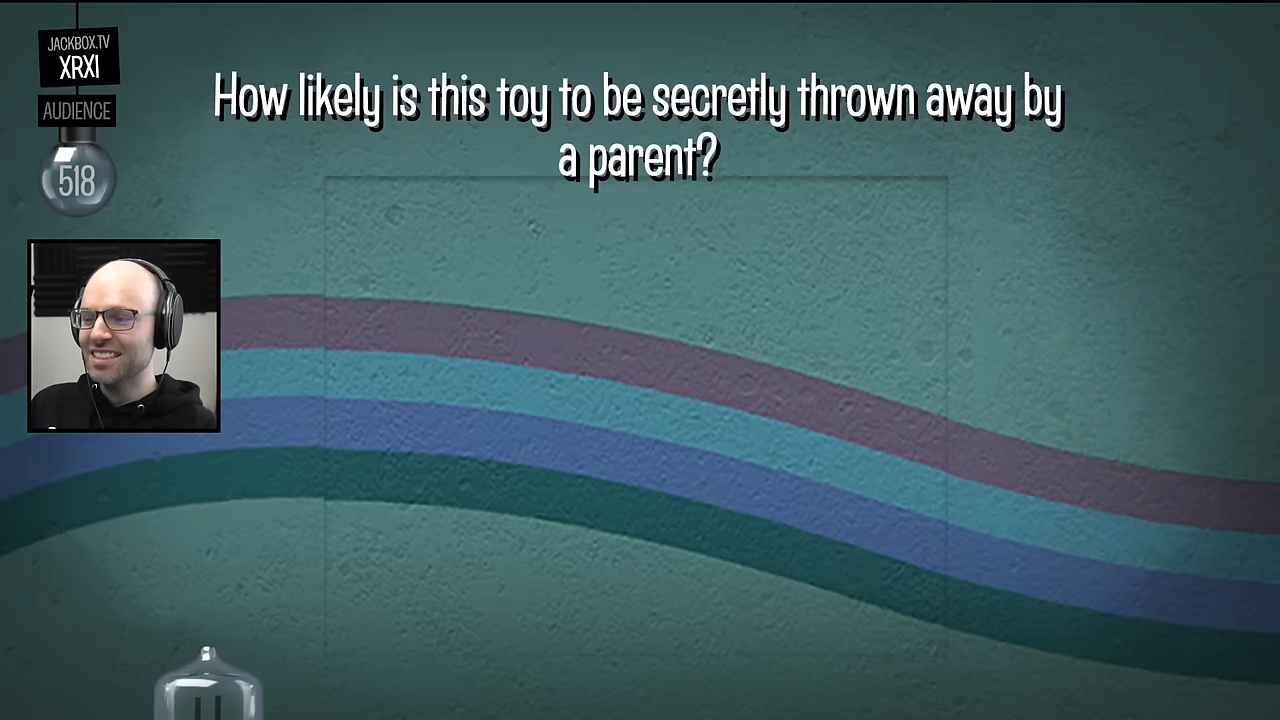 JACKBOX.TV
XRXI
AUDIENCE
518
How likely is this toy to be secretly thrown away by
a parent?